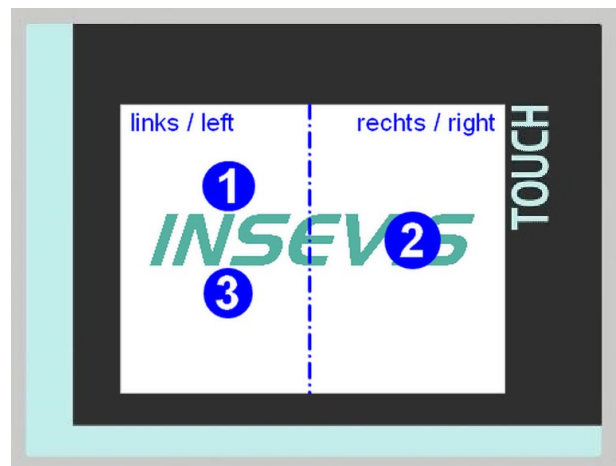 links / left
rechts / right
TOUCH
1
INSEVIS
2
3